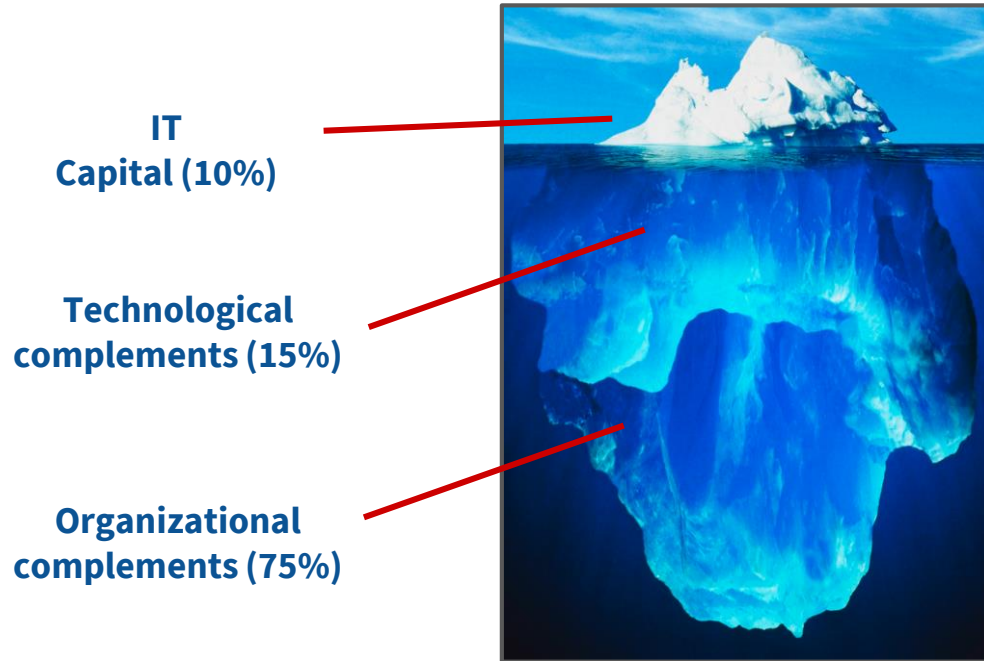 IT
Capital (10%)
Technological
complements (15%)
Organizational
complements (75%)